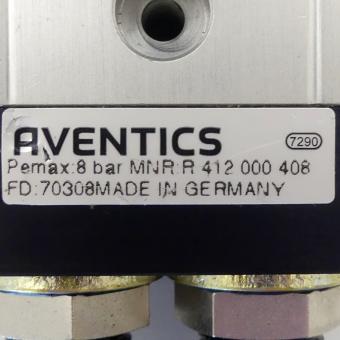 AVENTICS 7290
Pemax:8 bar MNR:R 412 000 408
FD:70308MADE IN GERMANY